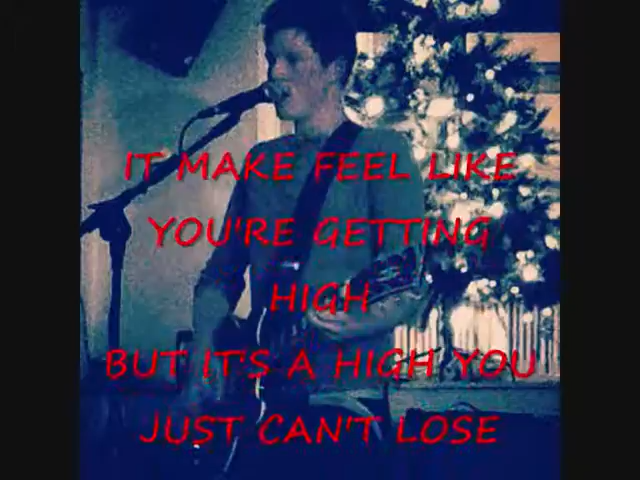 IT MAKE FEEL LIKE
YOU'RE GETTING
HIGH
BUT IT'S A HIGH YOU
JUST CAN'T LOSE